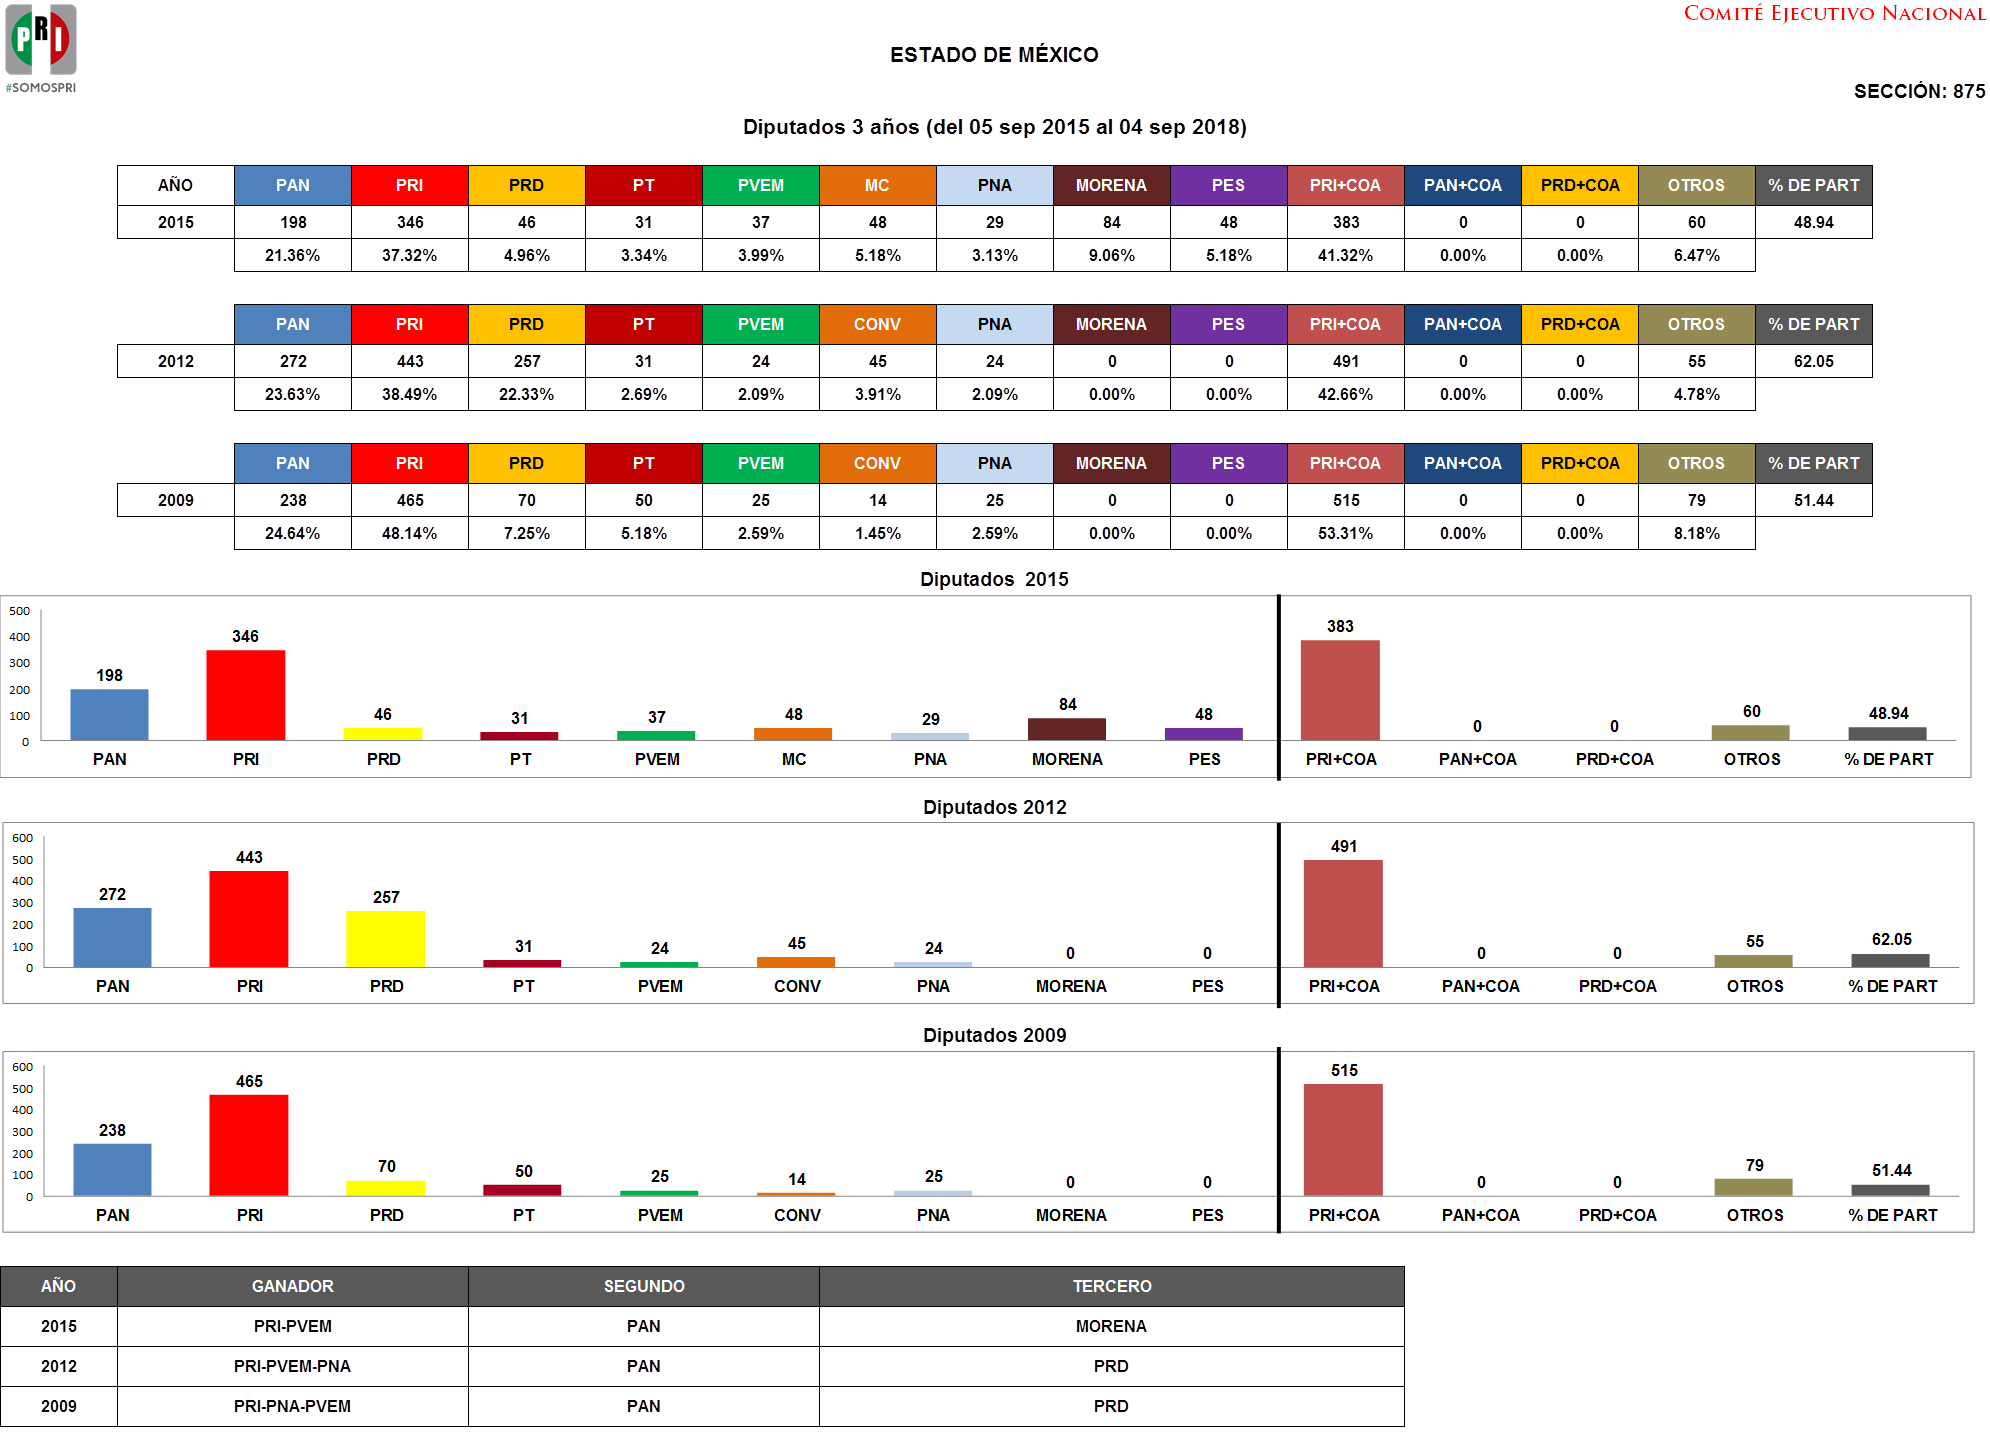 PRI
#SOMOSPRI
COMITÉ EJECUTIVO NACIONAL
ESTADO DE MÉXICO
SECCIÓN: 875
Diputados 3 años (del 05 sep 2015 al 04 sep 2018)
AÑO PAN PRI PRD PT PVEM MC PNA MORENA PES PRI+COA PAN+COA PRD+COA OTROS % DE PART
2015 198 346 46 31 37 48 29 84 48 383 0 0 60 48.94
21.36% 37.32% 4.96% 3.34% 3.99% 5.18% 3.13% 9.06% 5.18% 41.32% 0.00% 0.00% 6.47%
PAN PRI PRD PT PVEM CONV PNA MORENA PES PRI+COA PAN+COA PRD+COA OTROS % DE PART
2012 272 443 257 31 24 45 24 0 0 491 0 0 55 62.05
23.63% 38.49% 22.33% 2.69% 2.09% 3.91% 2.09% 0.00% 0.00% 42.66% 0.00% 0.00% 4.78%
PAN PRI PRD PT PVEM CONV PNA MORENA PES PRI+COA PAN+COA PRD+COA OTROS % DE PART
2009 238 465 70 50 25 14 25 0 0 515 0 0 79 51.44
24.64% 48.14% 7.25% 5.18% 2.59% 1.45% 2.59% 0.00% 0.00% 53.31% 0.00% 0.00% 8.18%
Diputados 2015
500
400
300
200
100
0
198 346 46 31 37 48 29 84 48 383 0 0 60 48.94
PAN PRI PRD PT PVEM MC PNA MORENA PES PRI+COA PAN+COA PRD+COA OTROS % DE PART
Diputados 2012
600
500
400
300
200
100
0
272 443 257 31 24 45 24 0 0 491 0 0 55 62.05
PAN PRI PRD PT PVEM CONV PNA MORENA PES PRI+COA PAN+COA PRD+COA OTROS % DE PART
Diputados 2009
600
500
400
300
200
100
0
238 465 70 50 25 14 25 0 0 515 0 0 79 51.44
PAN PRI PRD PT PVEM CONV PNA MORENA PES PRI+COA PAN+COA PRD+COA OTROS % DE PART
AÑO GANADOR SEGUNDO TERCERO
2015 PRI-PVEM PAN MORENA
2012 PRI-PVEM-PNA PAN PRD
2009 PRI-PNA-PVEM PAN PRD